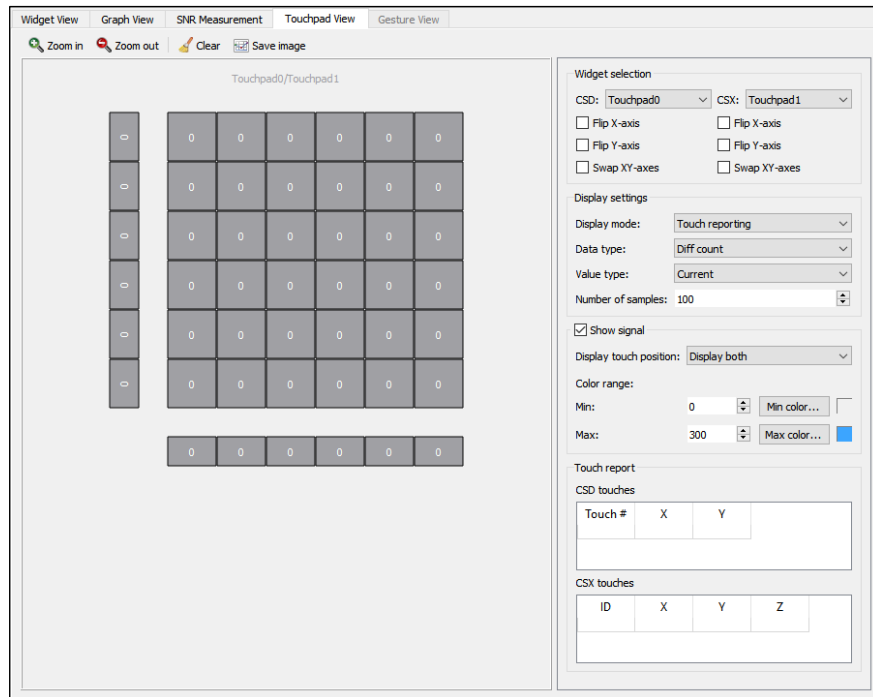 Widget View Graph View SNR Measurement Touchpad View Gesture View
Zoom in Zoom out Clear Save image
Touchpad0/Touchpad1
0 0 0 0 0 0 0
0 0 0 0 0 0 0
0 0 0 0 0 0 0
0 0 0 0 0 0 0
0 0 0 0 0 0 0
0 0 0 0 0 0 0
0 0 0 0 0 0
Widget selection
CSD: Touchpad0 CSX: Touchpad1
Flip X-axis Flip X-axis
Flip Y-axis Flip Y-axis
Swap XY-axes Swap XY-axes
Display settings
Display mode: Touch reporting
Data type: Diff count
Value type: Current
Number of samples: 100
Show signal
Display touch position: Display both
Color range:
Min: 0 Min color...
Max: 300 Max color...
Touch report
CSD touches
Touch # X Y
CSX touches
ID X Y Z